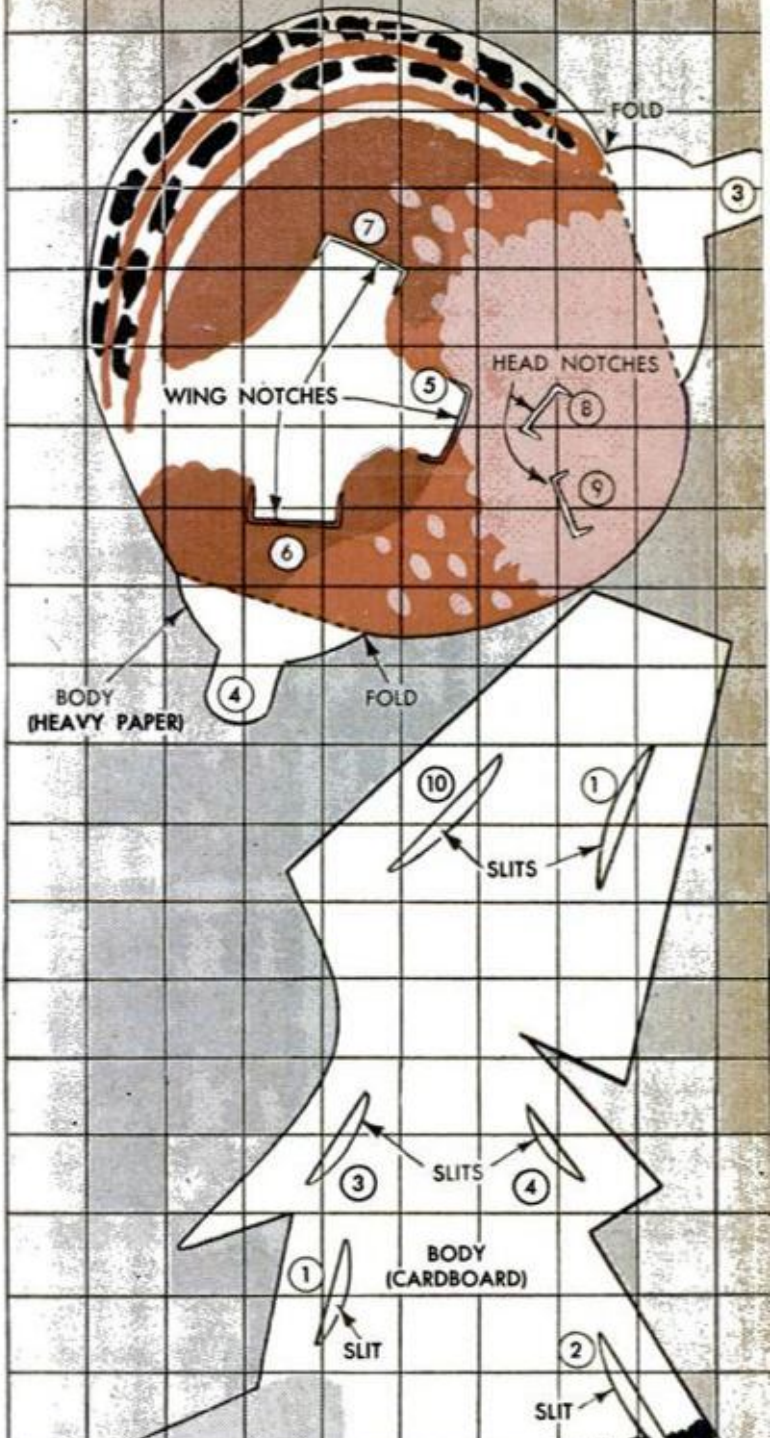 FOLD
3
7
HEAD NOTCHES
5
WING NOTCHES
8
9
6
BODY
(HEAVY PAPER)
4
FOLD
10
1
SLITS
SLITS
3
4
1
BODY
(CARDBOARD)
SLIT
2
SLIT